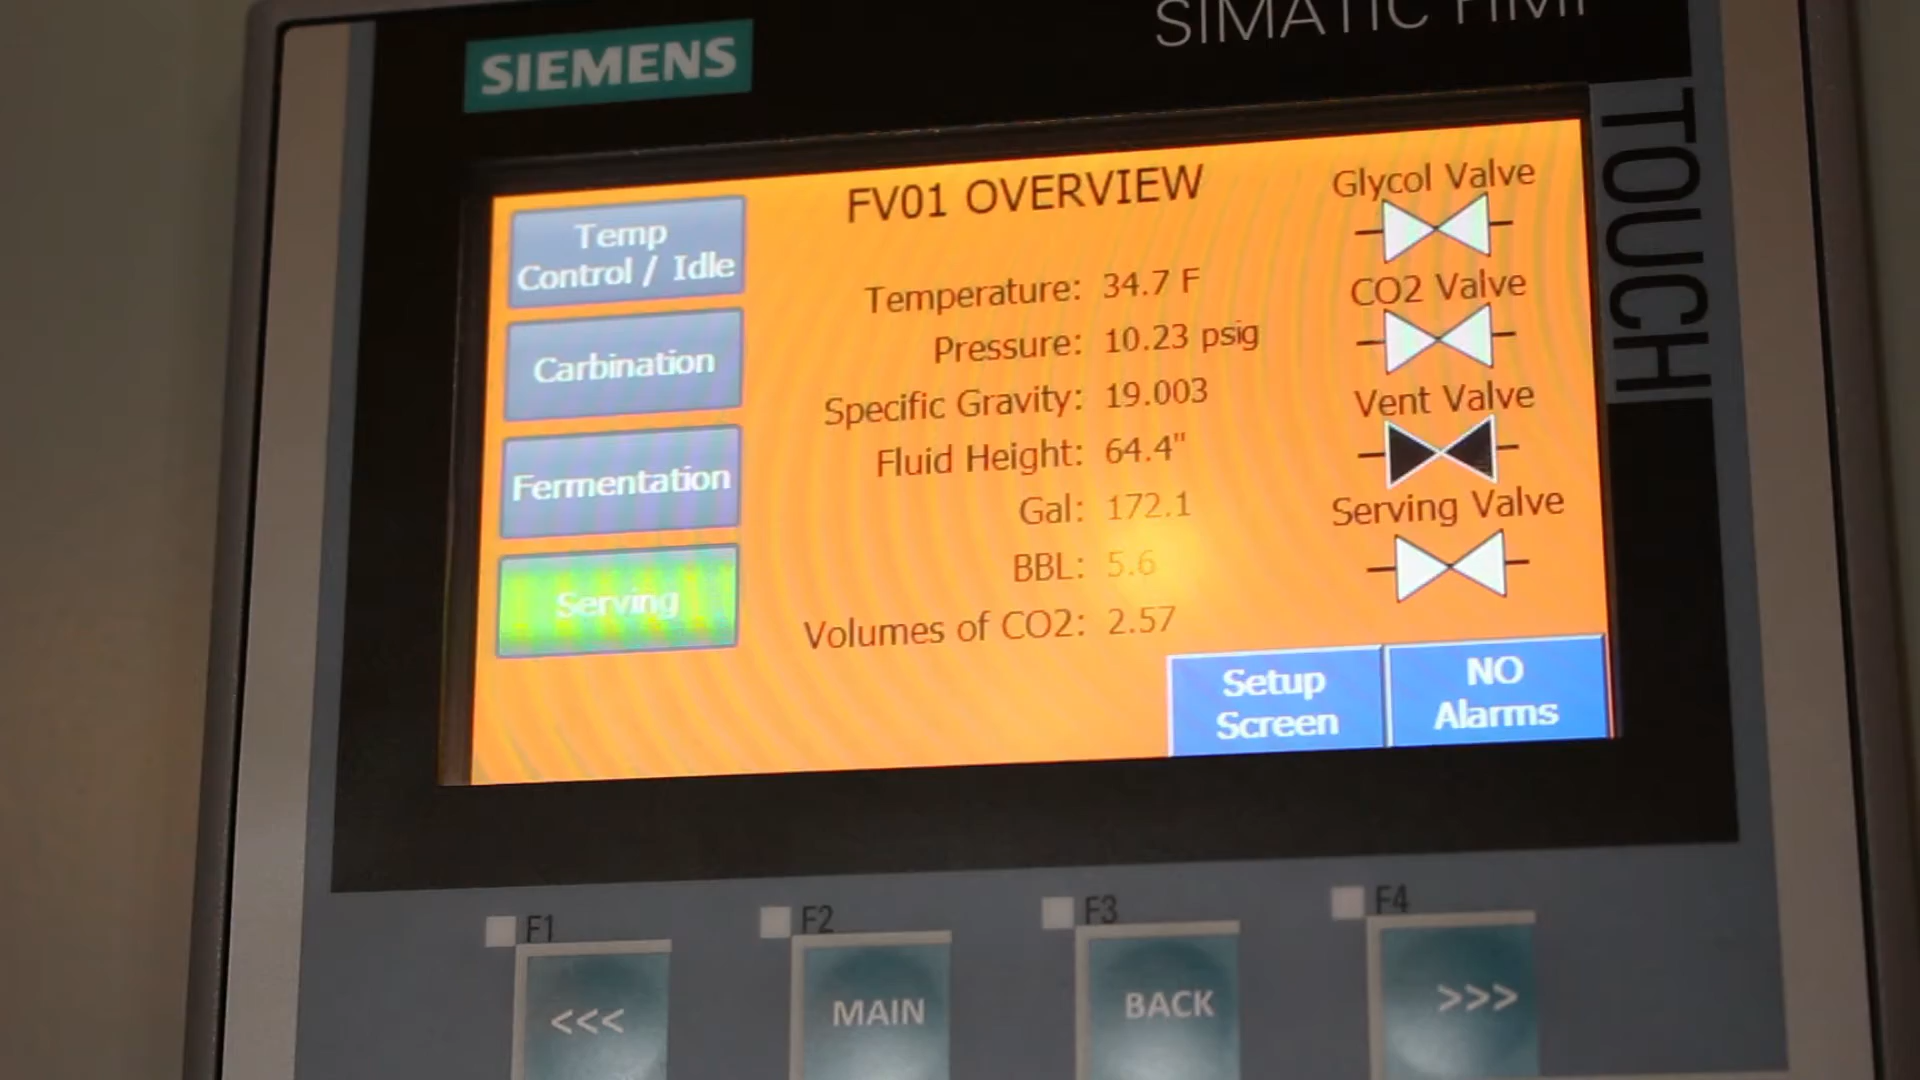 SIEMENS
SIMATIC HMI
TOUCH
FV01 OVERVIEW
Temp
Control / Idle
Carbination
Fermentation
Serving
Temperature: 34.7 F
Pressure: 10.23 psig
Specific Gravity: 19.003
Fluid Height: 64.4"
Gal: 172.1
BBL: 5.6
Volumes of CO2: 2.57
Glycol Valve
CO2 Valve
Vent Valve
Serving Valve
Setup
Screen
NO
Alarms
F1
F2
F3
F4
<<<
MAIN
BACK
>>>